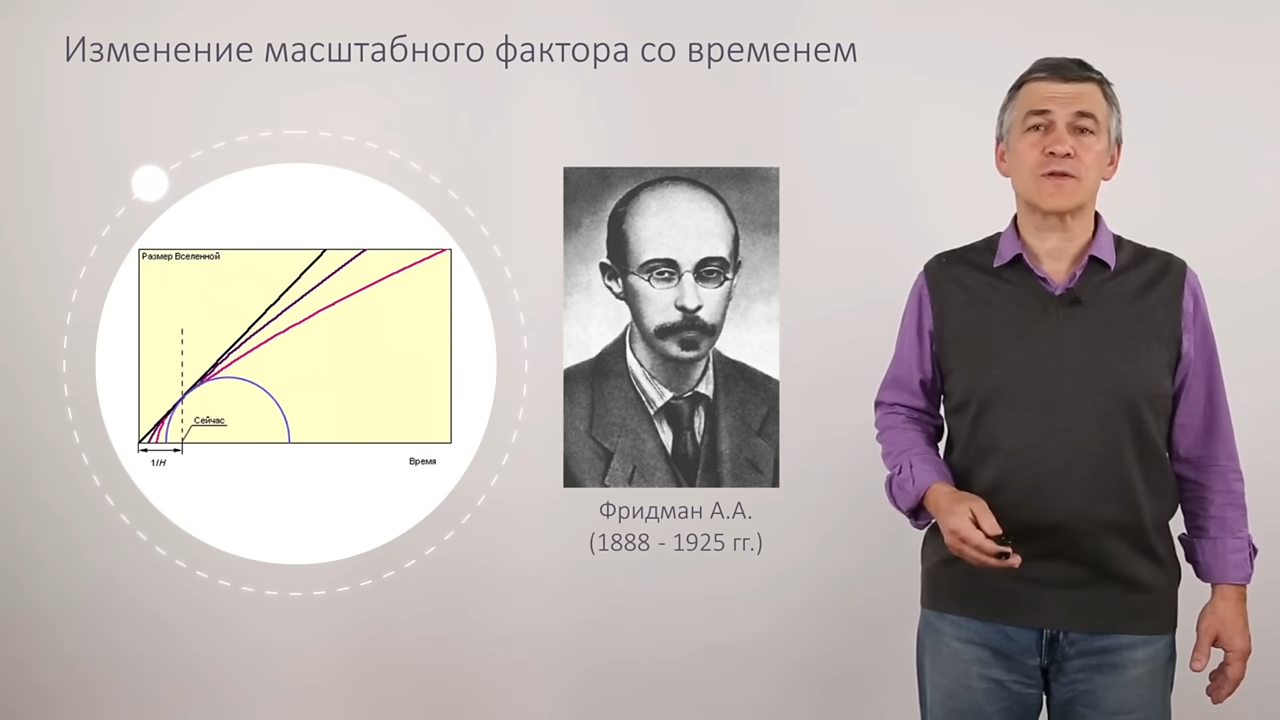 Изменение масштабного фактора со временем
Размер Вселенной
Сейчас
1/H
Время
Фридман А.А.
(1888 - 1925 гг.)